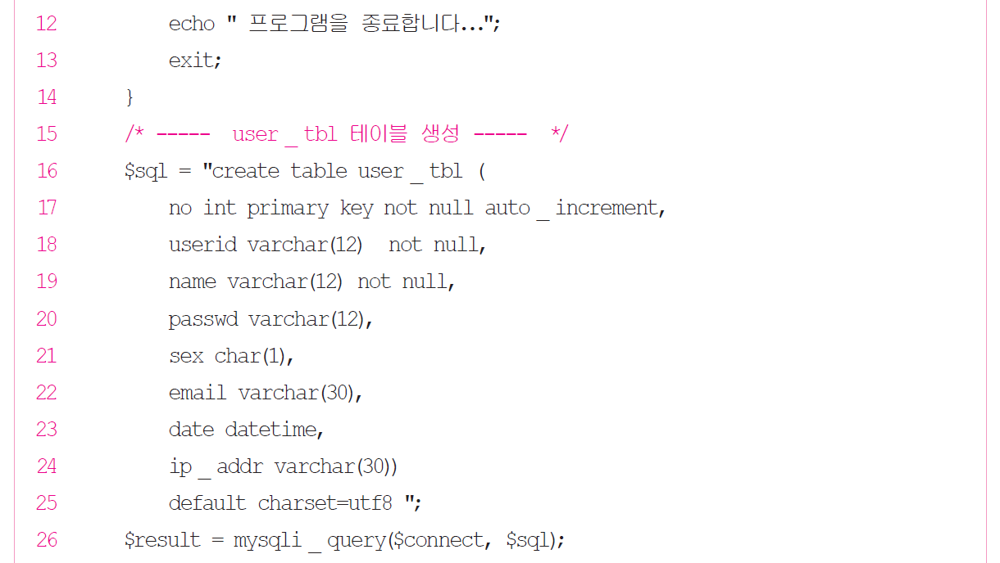 12 echo " 프로그램을 종료합니다...";
13 exit;
14 }
15 /* ----- user_tbl 테이블 생성 ----- */
16 $sql = "create table user_tbl (
17 no int primary key not null auto_increment,
18 userid varchar(12) not null,
19 name varchar(12) not null,
20 passwd varchar(12),
21 sex char(1),
22 email varchar(30),
23 date datetime,
24 ip_addr varchar(30))
25 default charset=utf8 ";
26 $result = mysqli_query($connect, $sql);